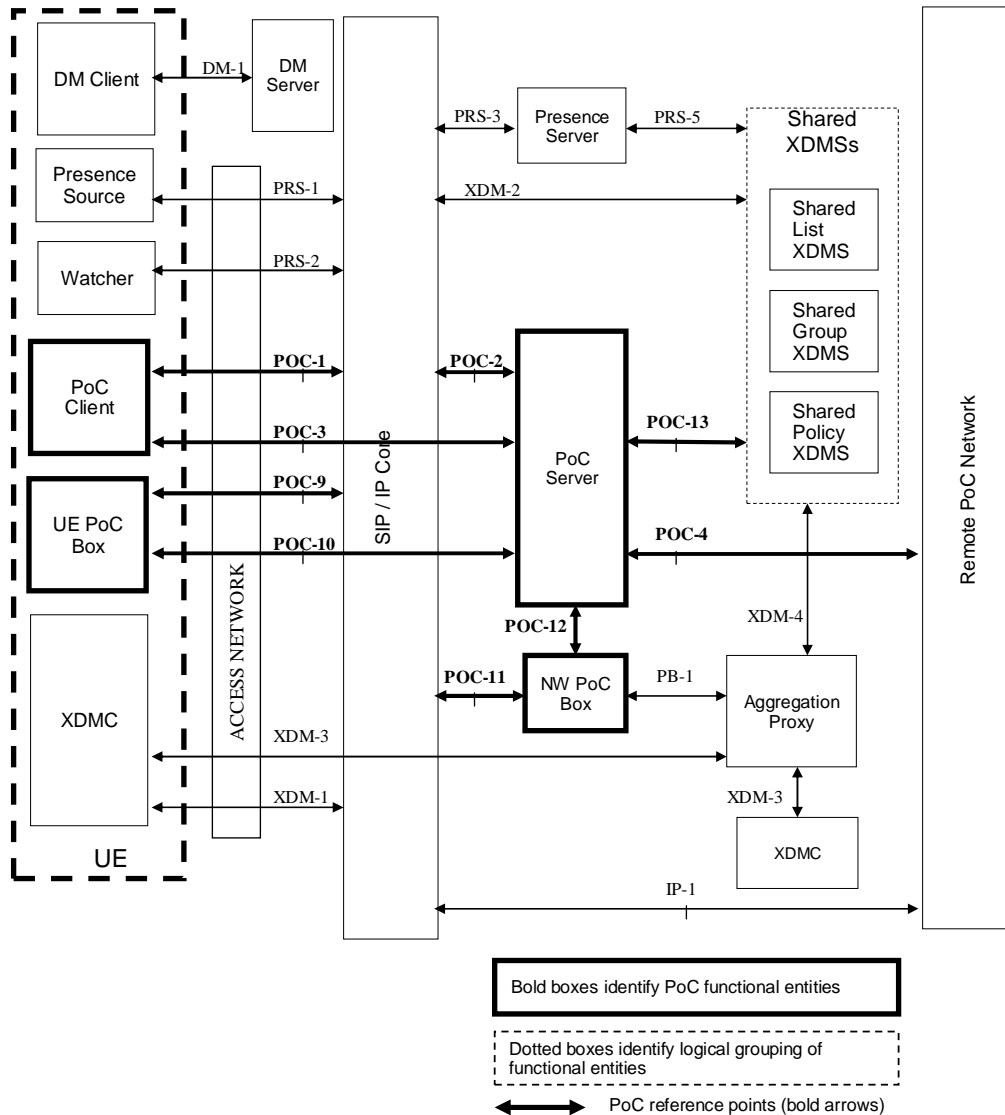 DM Client
DM-1
DM
Server
PRS-3
Presence
Server
PRS-5
Shared
XDMSs
Presence
Source
PRS-1
XDM-2
Shared
List
XDMS
Watcher
PRS-2
Shared
Group
XDMS
PoC
Client
POC-1
POC-2
POC-3
SIP / IP Core
PoC
Server
POC-13
Shared
Policy
XDMS
Remote PoC Network
UE PoC
Box
POC-9
POC-10
POC-4
ACCESS NETWORK
POC-12
XDM-4
XDMC
POC-11
NW PoC
Box
PB-1
Aggregation
Proxy
XDM-3
XDM-1
XDM-3
XDMC
UE
IP-1
Bold boxes identify PoC functional entities
Dotted boxes identify logical grouping of
functional entities
PoC reference points (bold arrows)